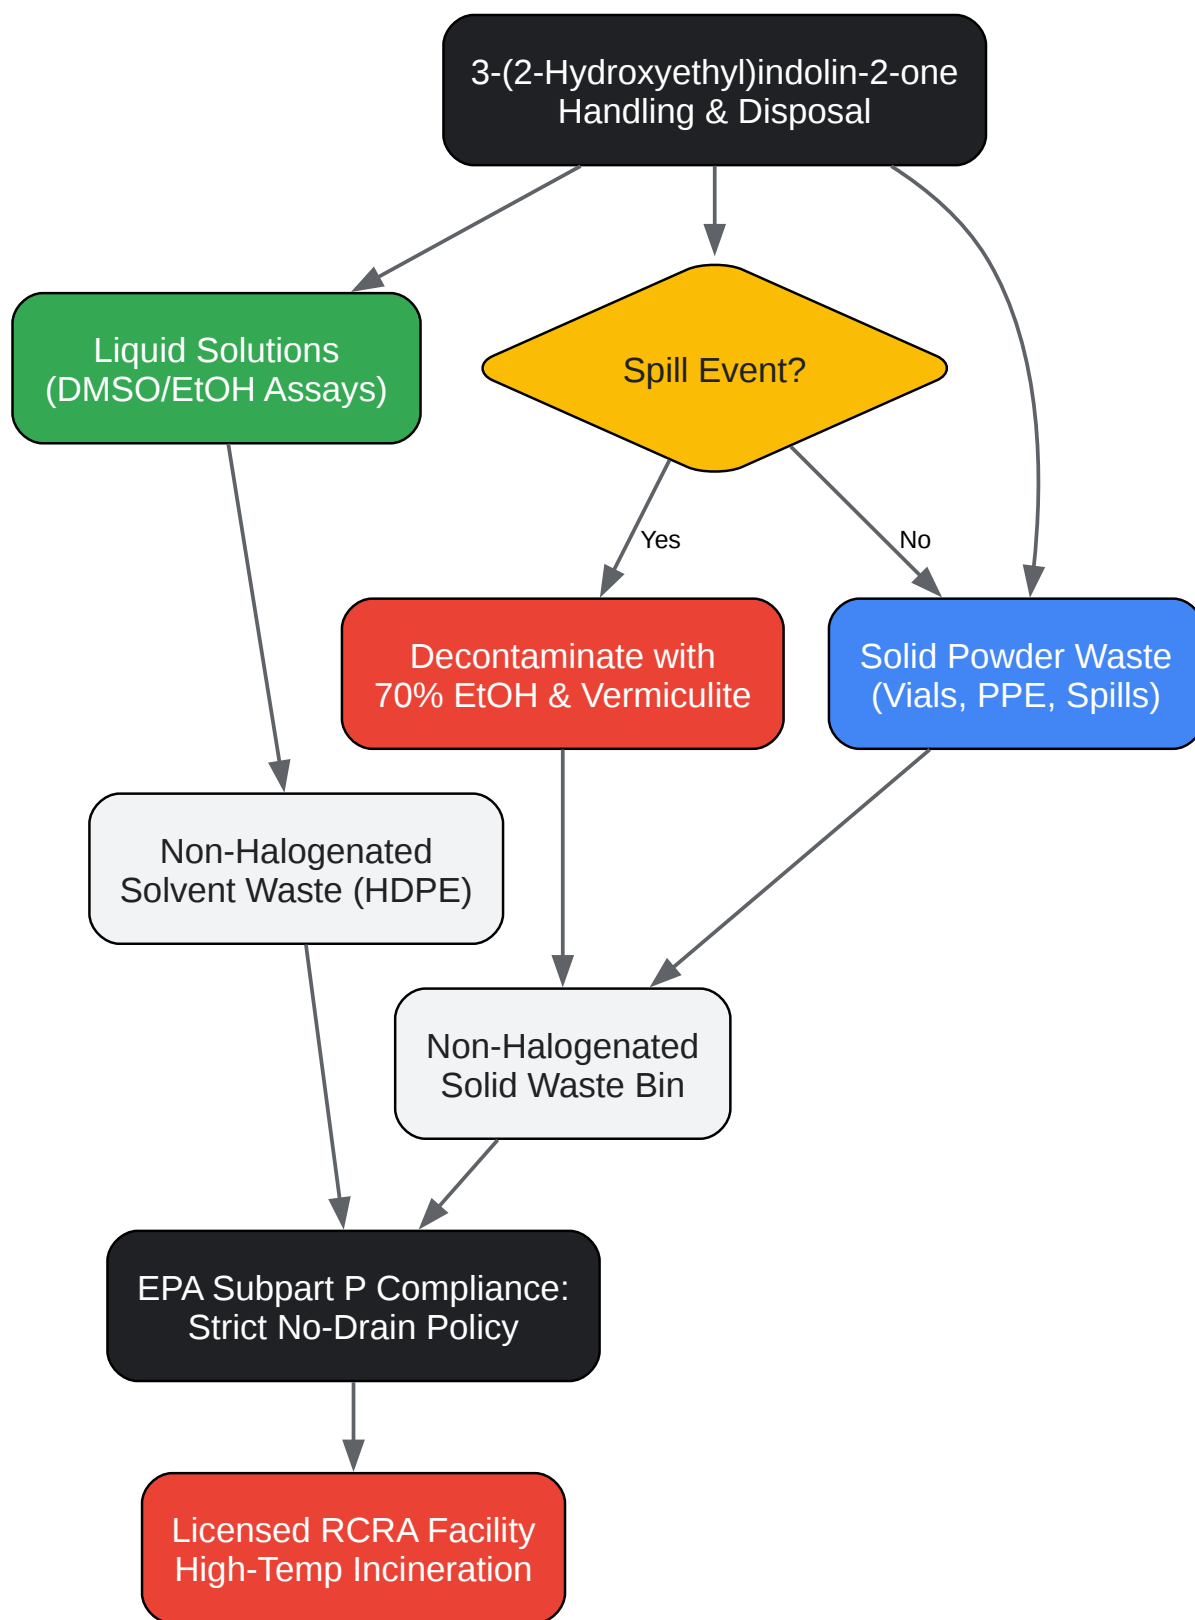 3-(2-Hydroxyethyl)indolin-2-one
Handling & Disposal
Liquid Solutions
(DMSO/EtOH Assays)
Spill Event?
Yes
No
Decontaminate with
70% EtOH & Vermiculite
Solid Powder Waste
(Vials, PPE, Spills)
Non-Halogenated
Solvent Waste (HDPE)
Non-Halogenated
Solid Waste Bin
EPA Subpart P Compliance:
Strict No-Drain Policy
Licensed RCRA Facility
High-Temp Incineration